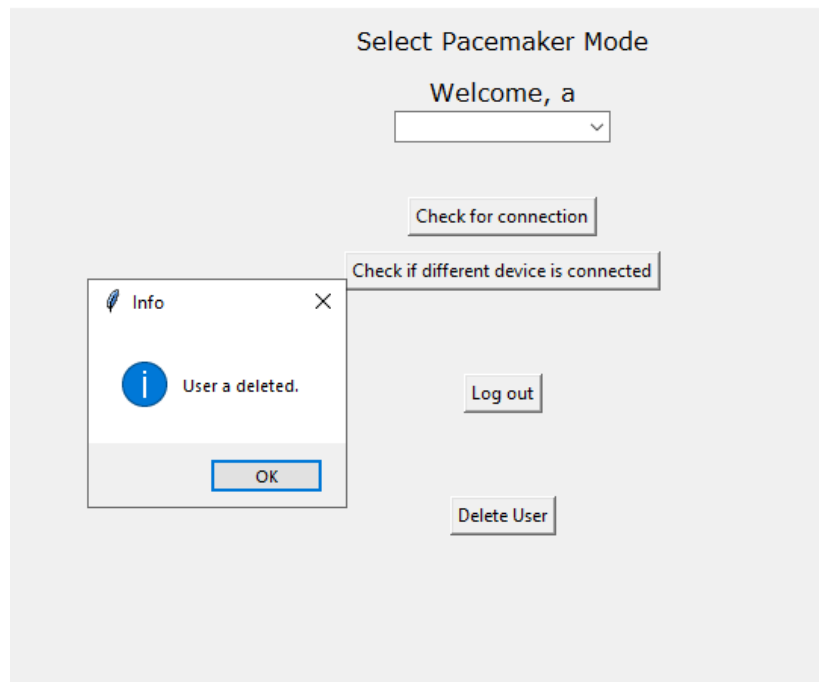 Select Pacemaker Mode
Welcome, a
Check for connection
Check if different device is connected
Info
User a deleted.
OK
Log out
Delete User